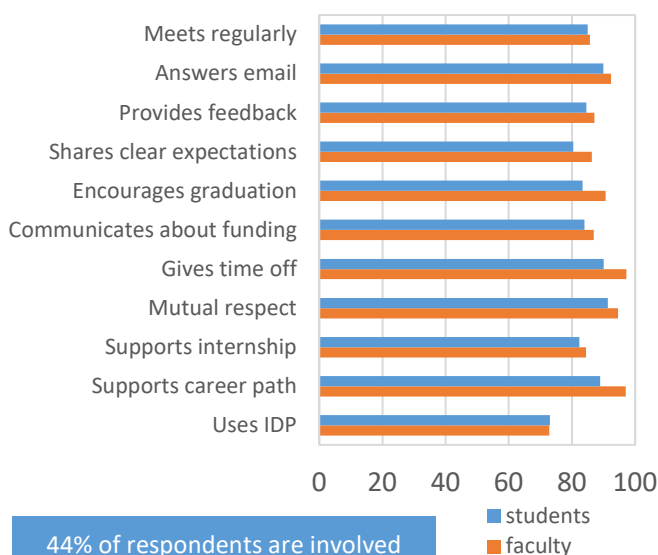 Meets regularly
Answers email
Provides feedback
Shares clear expectations
Encourages graduation
Communicates about funding
Gives time off
Mutual respect
Supports internship
Supports career path
Uses IDP
0 20 40 60 80 100
students
faculty
44% of respondents are involved